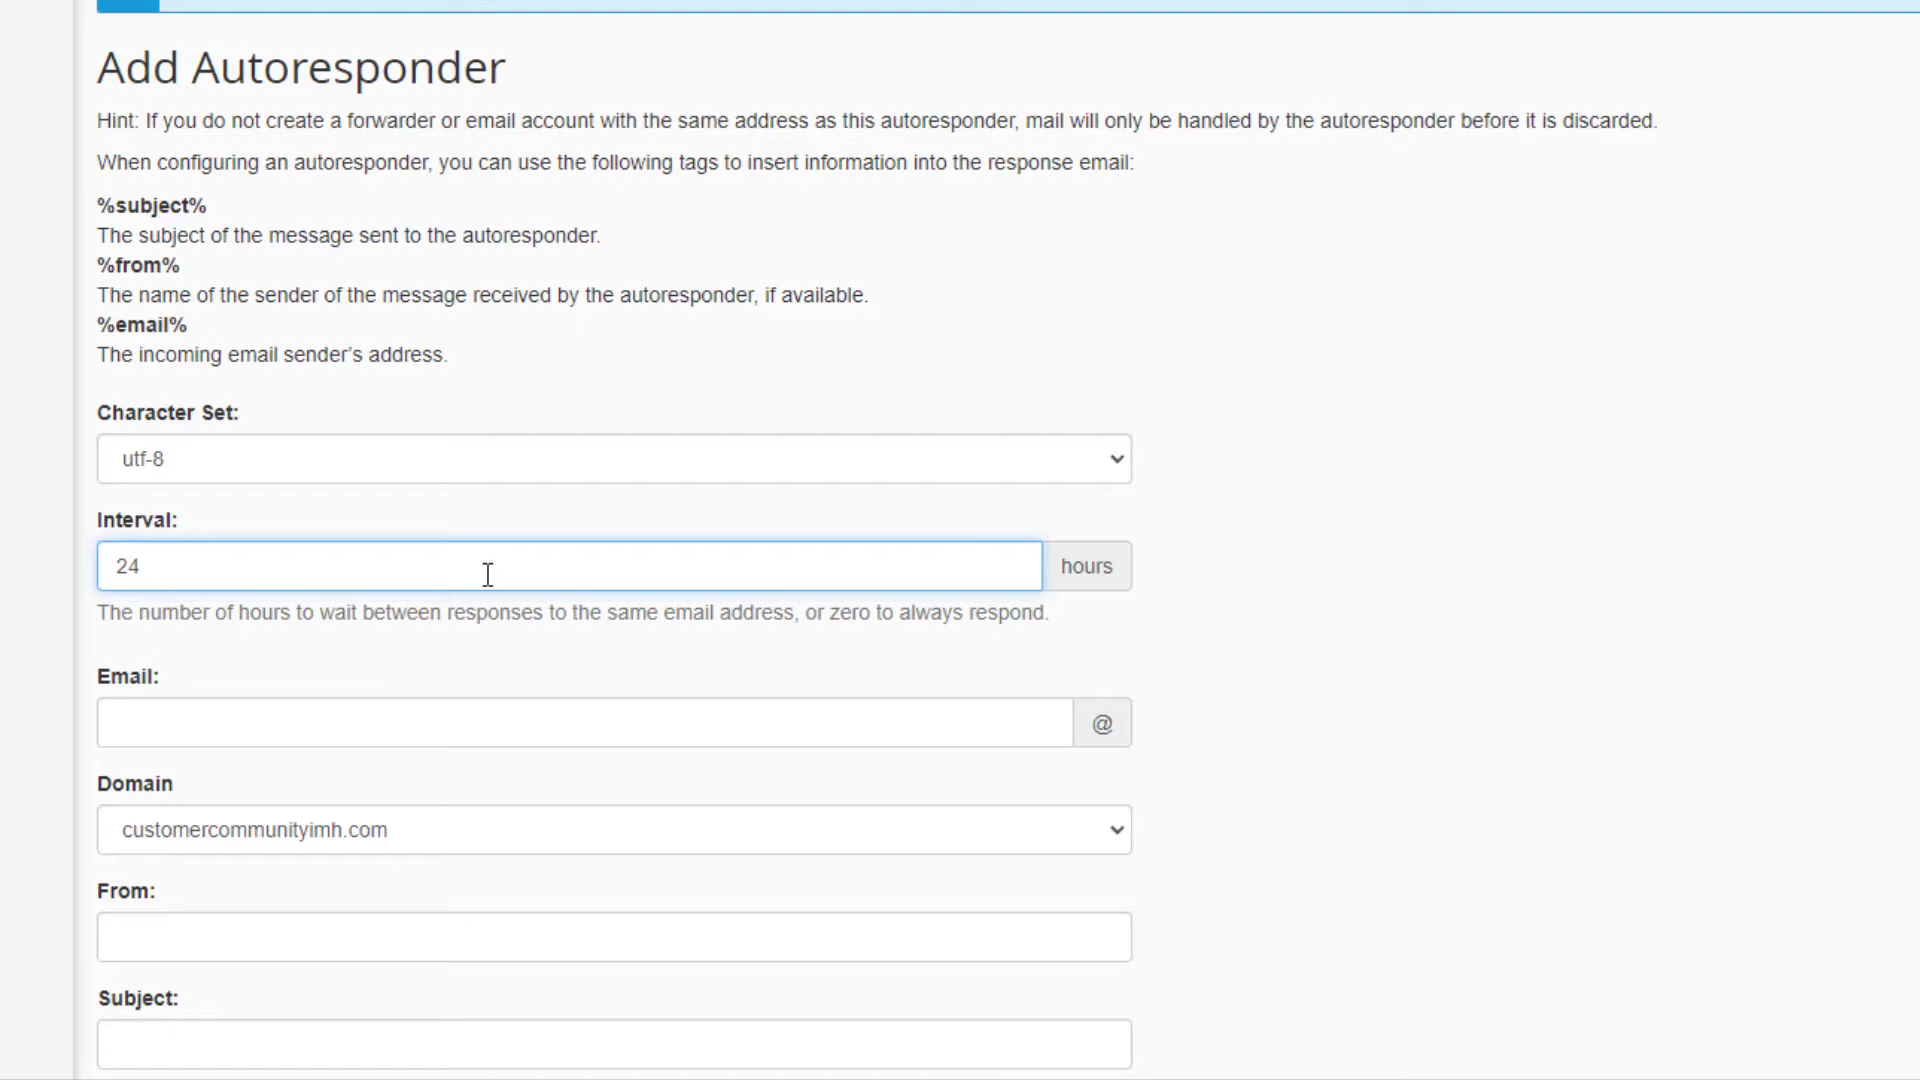 Add Autoresponder
Hint: If you do not create a forwarder or email account with the same address as this autoresponder, mail will only be handled by the autoresponder before it is discarded.
When configuring an autoresponder, you can use the following tags to insert information into the response email:
%subject%
The subject of the message sent to the autoresponder.
%from%
The name of the sender of the message received by the autoresponder, if available.
%email%
The incoming email sender’s address.
Character Set:
utf-8
Interval:
24 hours
The number of hours to wait between responses to the same email address, or zero to always respond.
Email:
@
Domain
customercommunityimh.com
From:
Subject: